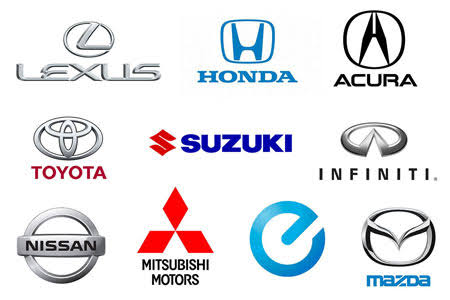 LEXUS
HONDA
ACURA
TOYOTA
SUZUKI
INFINITI®
NISSAN
MITSUBISHI
MOTORS
e
mazda